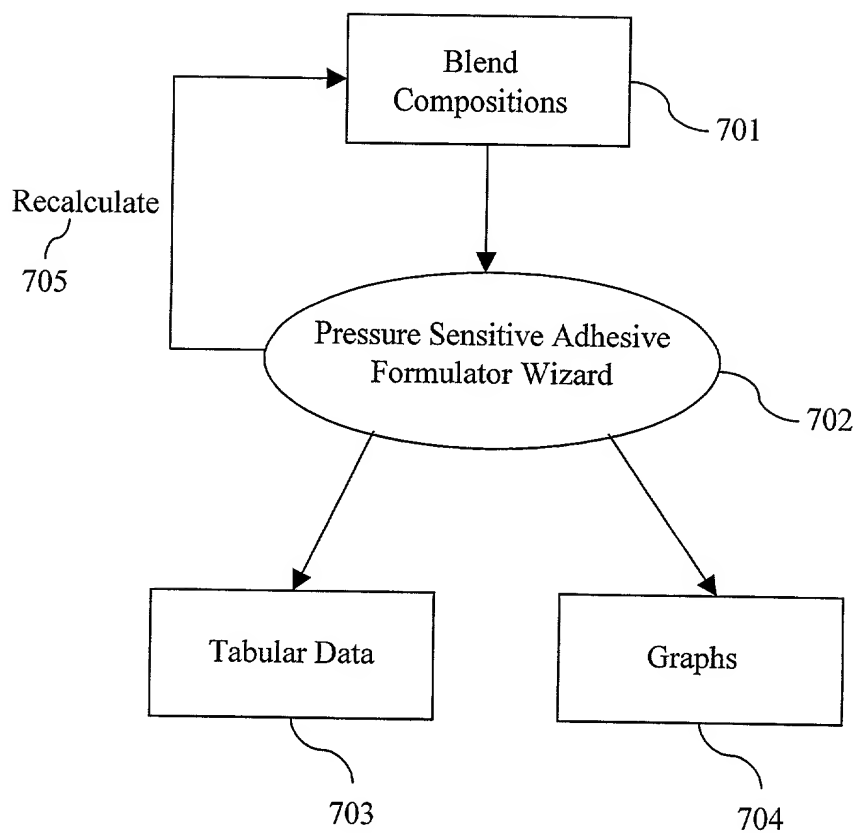 Blend
Compositions
701
Recalculate
705
Pressure Sensitive Adhesive
Formulator Wizard
702
Tabular Data
Graphs
703
704